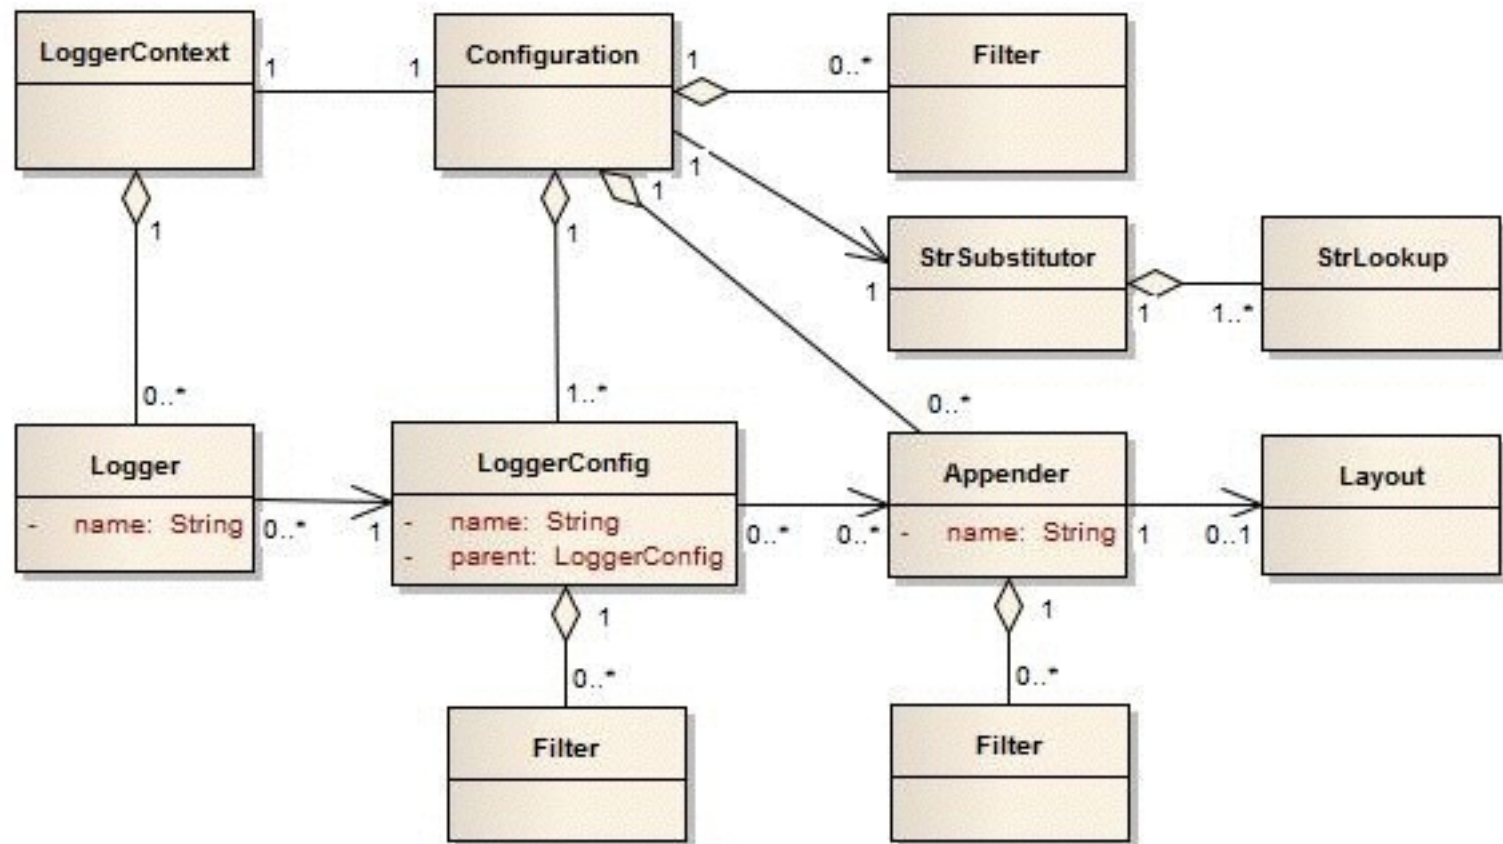 LoggerContext
1
1
Configuration
1
0..*
Filter
1
1
1
1
1
StrSubstitutor
1
1..*
StrLookup
0..*
1..*
0..*
Logger
- name: String
0..*
1
LoggerConfig
- name: String
- parent: LoggerConfig
0..*
0..*
Appender
- name: String
1
0..1
Layout
1
0..*
Filter
1
0..*
Filter